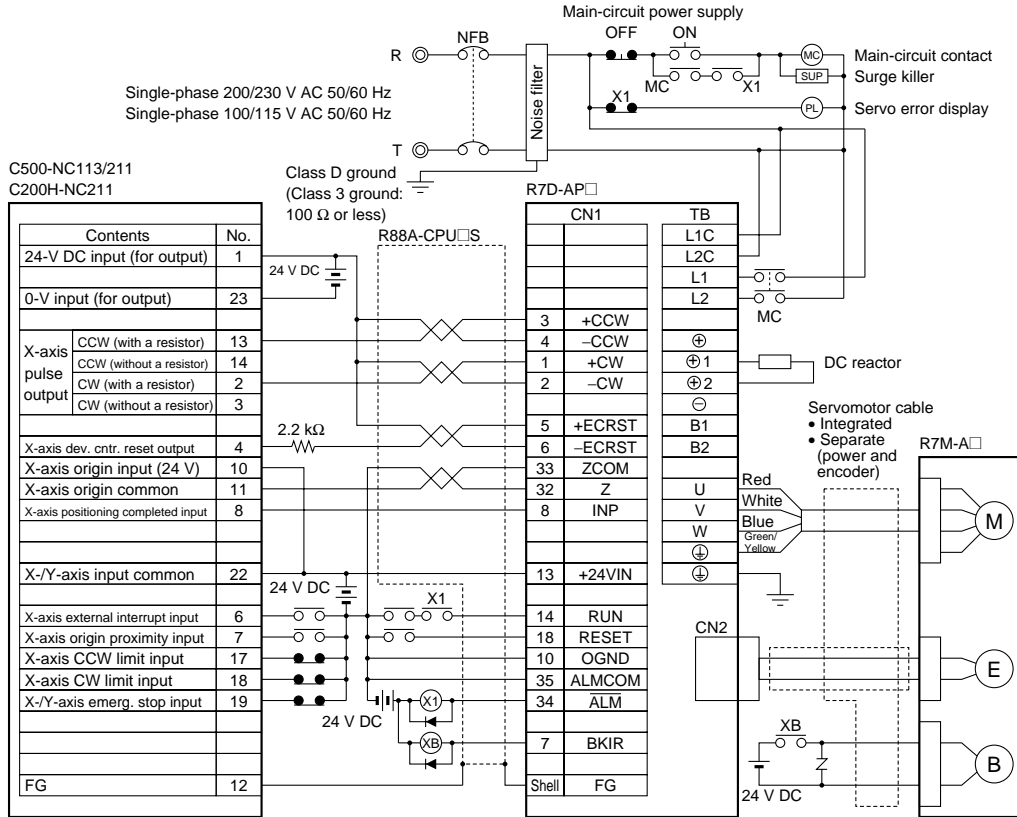 Main-circuit power supply
NFB
OFF
ON
R
MC
Main-circuit contact
SUP
Surge killer
MC
X1
Single-phase 200/230 V AC 50/60 Hz
Single-phase 100/115 V AC 50/60 Hz
Noise filter
X1
PL
Servo error display
T
C500-NC113/211
C200H-NC211
Class D ground
(Class 3 ground:
100 Ω or less)
R7D-AP□
R88A-CPU□S
CN1
TB
Contents
No.
L1C
24-V DC input (for output)
1
L2C
24 V DC
L1
0-V input (for output)
23
L2
MC
3
+CCW
X-axis pulse output
CCW (with a resistor)
13
4
–CCW
⊕
CCW (without a resistor)
14
1
+CW
⊕1
DC reactor
CW (with a resistor)
2
2
–CW
⊕2
CW (without a resistor)
3
⊖
Servomotor cable
• Integrated
• Separate
(power and
encoder)
2.2 kΩ
5
+ECRST
B1
X-axis dev. cntr. reset output
4
6
–ECRST
B2
R7M-A□
X-axis origin input (24 V)
10
33
ZCOM
X-axis origin common
11
32
Z
U
Red
X-axis positioning completed input
8
8
INP
V
White
M
W
Blue
Green/
Yellow
X-/Y-axis input common
22
24 V DC
13
+24VIN
X1
X-axis external interrupt input
6
14
RUN
CN2
X-axis origin proximity input
7
18
RESET
X-axis CCW limit input
17
10
OGND
E
X-axis CW limit input
18
35
ALMCOM
X-/Y-axis emerg. stop input
19
X1
34
ALM
24 V DC
XB
XB
7
BKIR
B
FG
12
Shell
FG
24 V DC